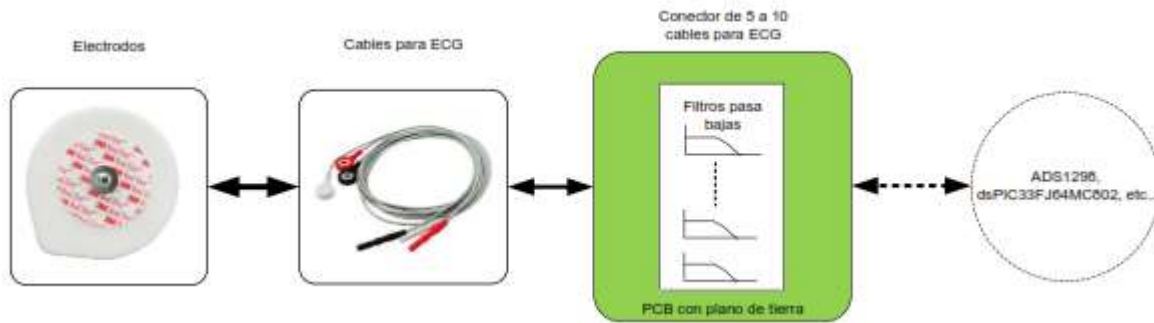 Electrodos
Cables para ECG
Conector de 5 a 10
cables para ECG
Filtros pasa
bajas
PCB con plano de tierra
ADS1298,
dsPIC33FJ64MC802, etc..